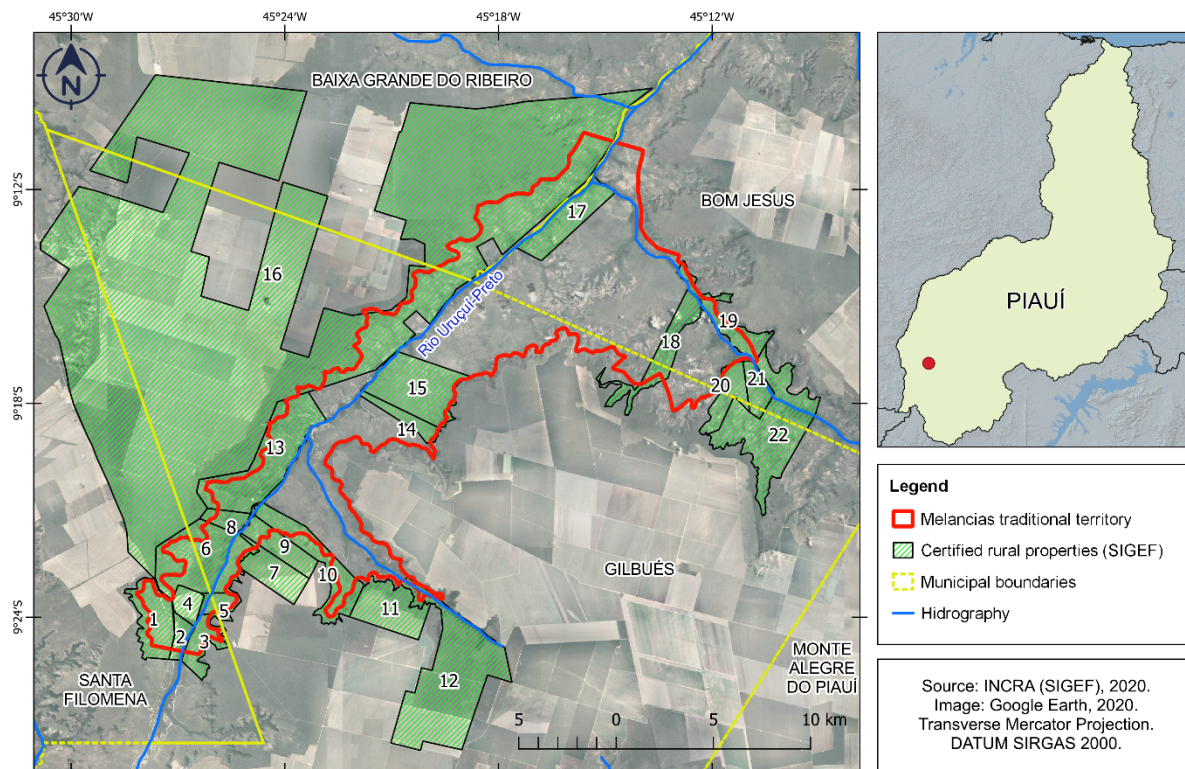 45°30'W
45°24'W
45°18'W
45°12'W
9°12'S
9°18'S
9°24'S
N
BAIXA GRANDE DO RIBEIRO
BOM JESUS
17
16
Rio Uruçuí-Preto
19
18
15
21
20
14
22
13
8
6
9
7
10
GILBUÉS
4
5
11
1
2
3
12
SANTA
FILOMENA
MONTE
ALEGRE
DO PIAUÍ
5 0 5 10 km
PIAUÍ
Legend
Melancias traditional territory
Certified rural properties (SIGEF)
Municipal boundaries
Hidrography
Source: INCRA (SIGEF), 2020.
Image: Google Earth, 2020.
Transverse Mercator Projection.
DATUM SIRGAS 2000.